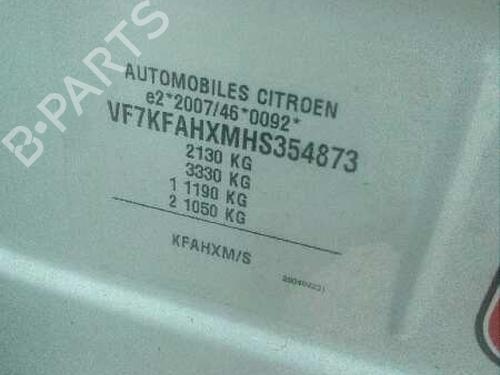 AUTOMOBILES CITROEN
e2*2007/46*0092*
VF7KFAHXMHS354873
2130 KG
3330 KG
1 1190 KG
2 1050 KG
KFAHXM/S
B-PARTS